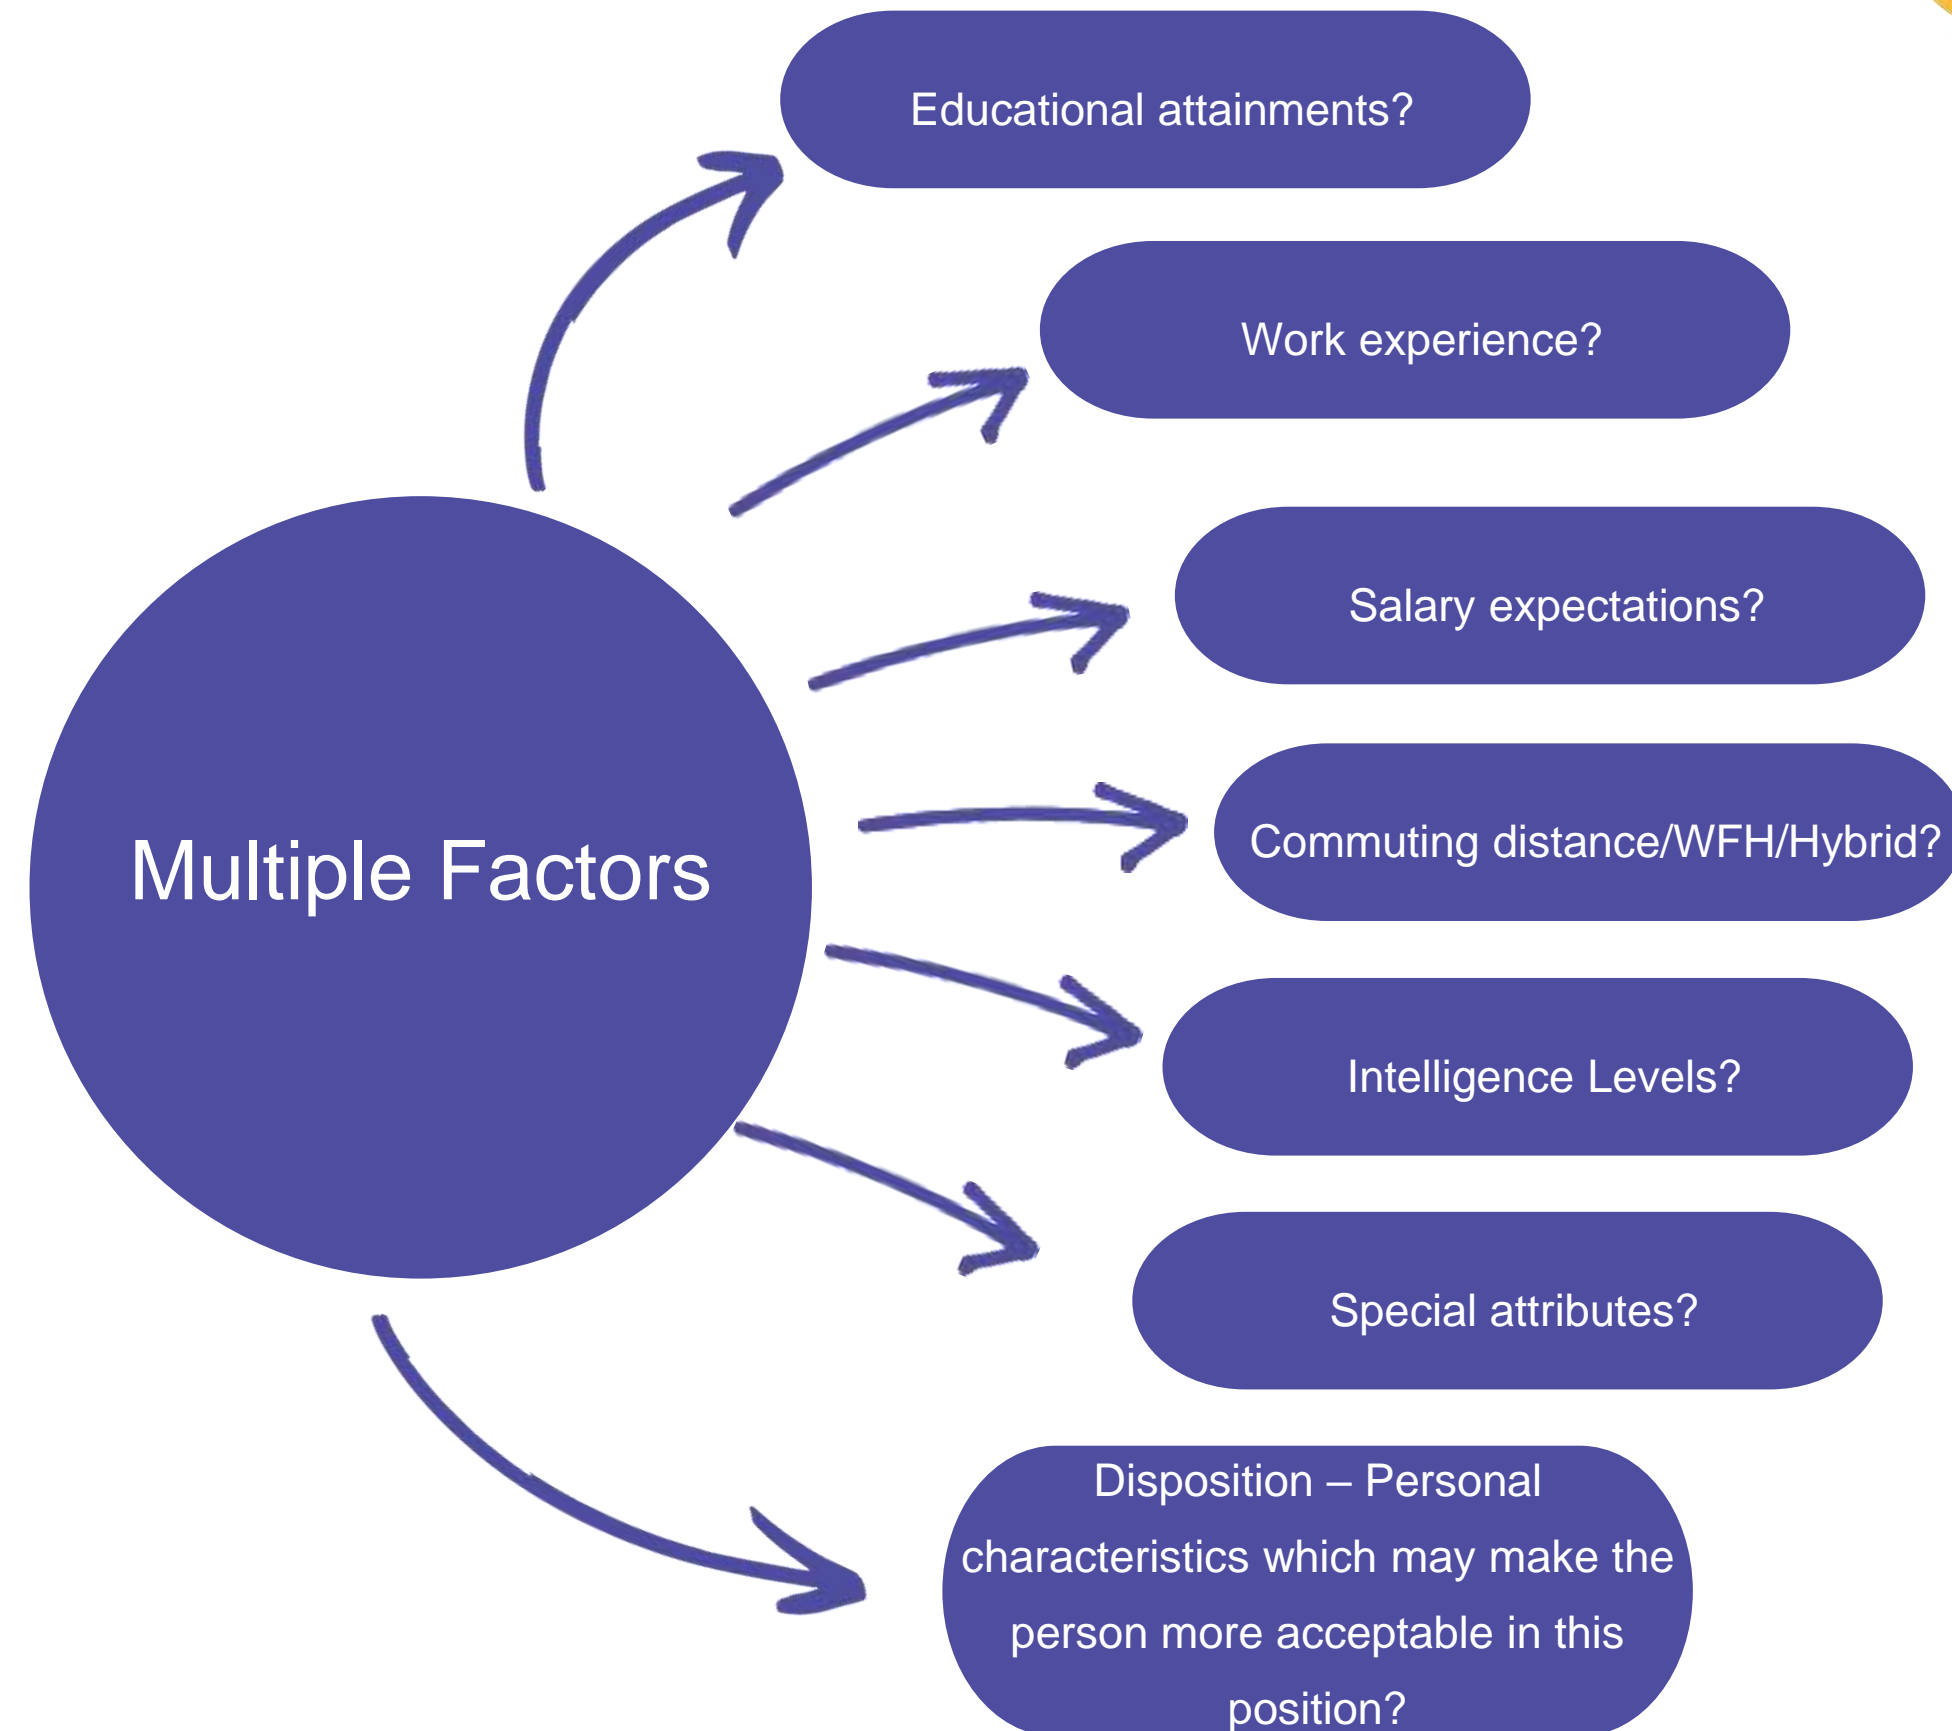 Educational attainments?
Work experience?
Salary expectations?
Multiple Factors
Commuting distance/WFH/Hybrid?
Intelligence Levels?
Special attributes?
Disposition – Personal
characteristics which may make the
person more acceptable in this
position?